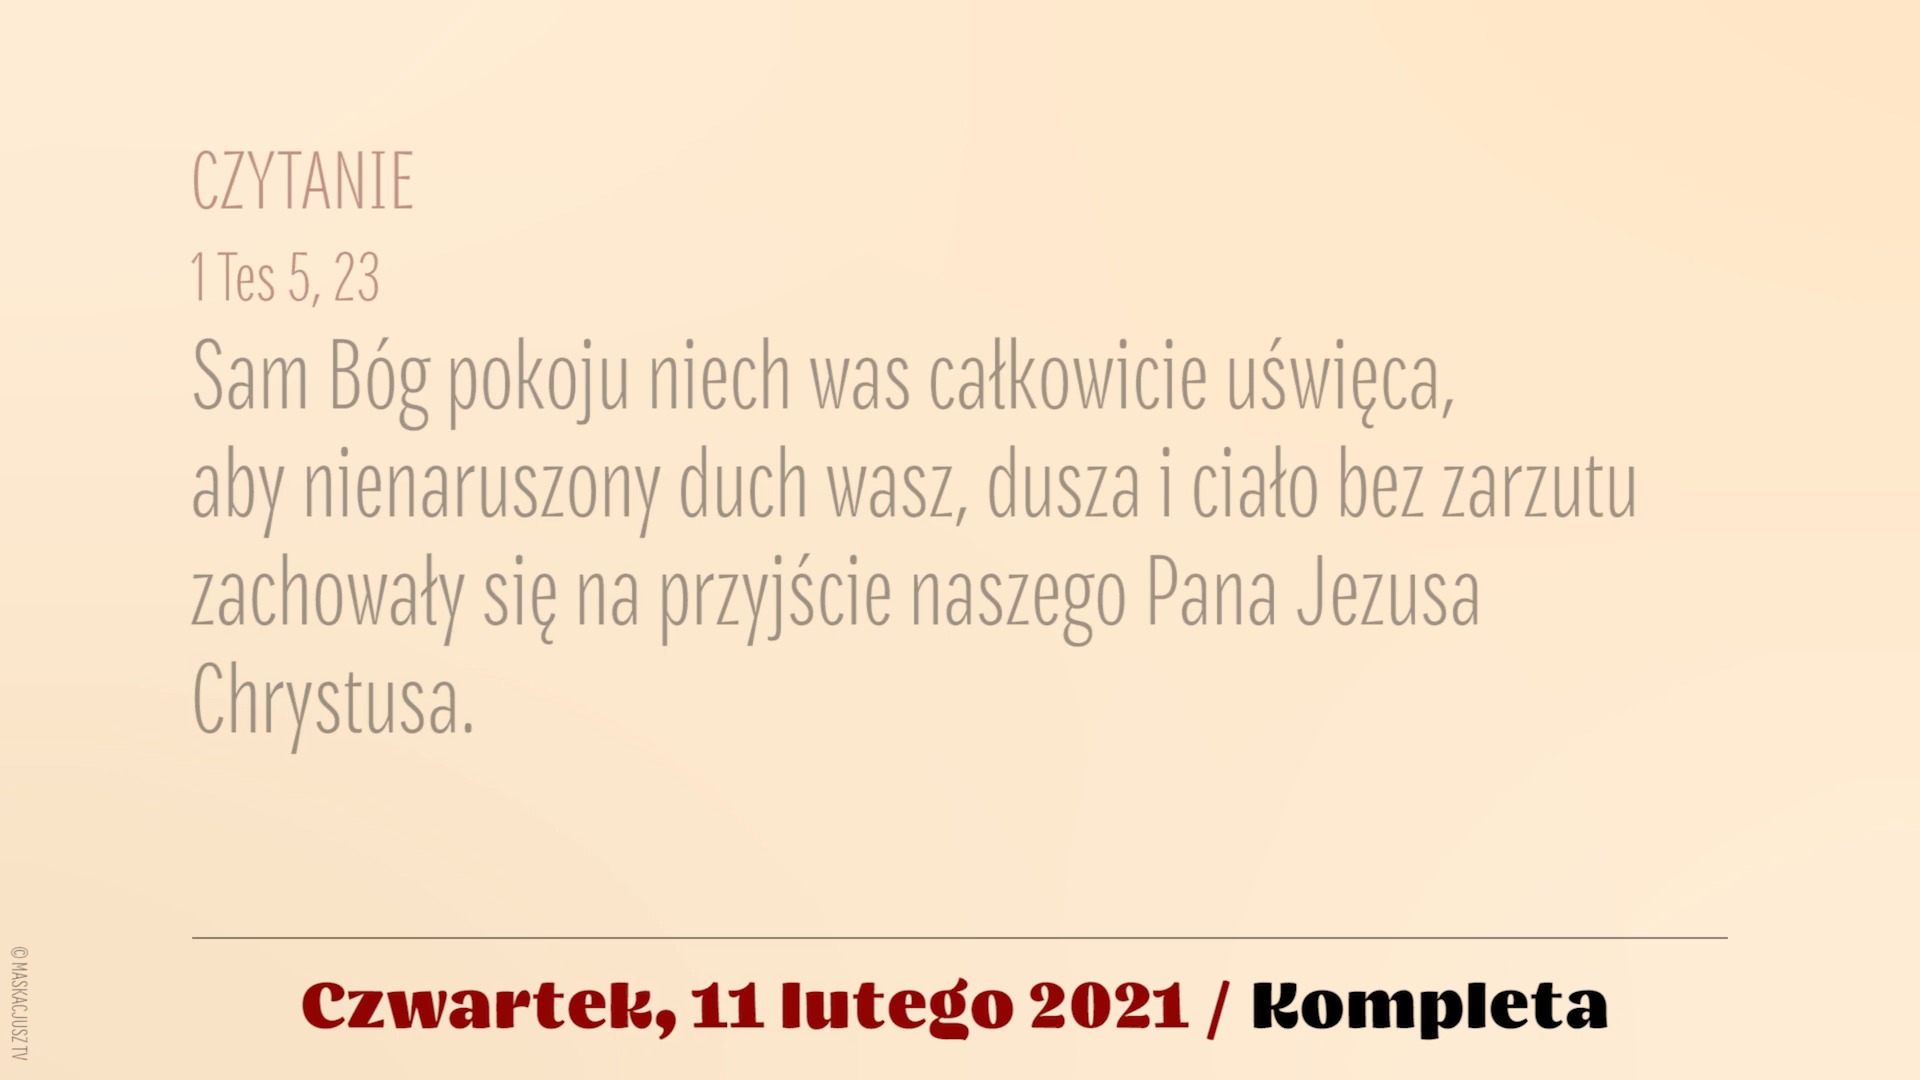 CZYTANIE
1 Tes 5, 23
Sam Bóg pokoju niech was całkowicie uświęca,
aby nienaruszony duch wasz, dusza i ciało bez zarzutu
zachowały się na przyjście naszego Pana Jezusa
Chrystusa.
Czwartek, 11 lutego 2021 / Kompleta
© MASKACJUSZ TV